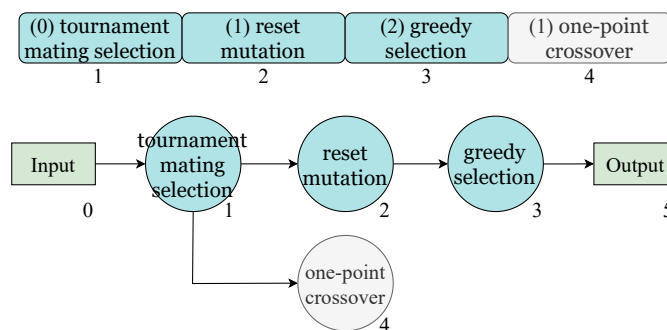 (0) tournament
mating selection
(1) reset
mutation
(2) greedy
selection
(1) one-point
crossover
1
2
3
4
Input
0
tournament
mating
selection
1
reset
mutation
2
greedy
selection
3
Output
5
one-point
crossover
4